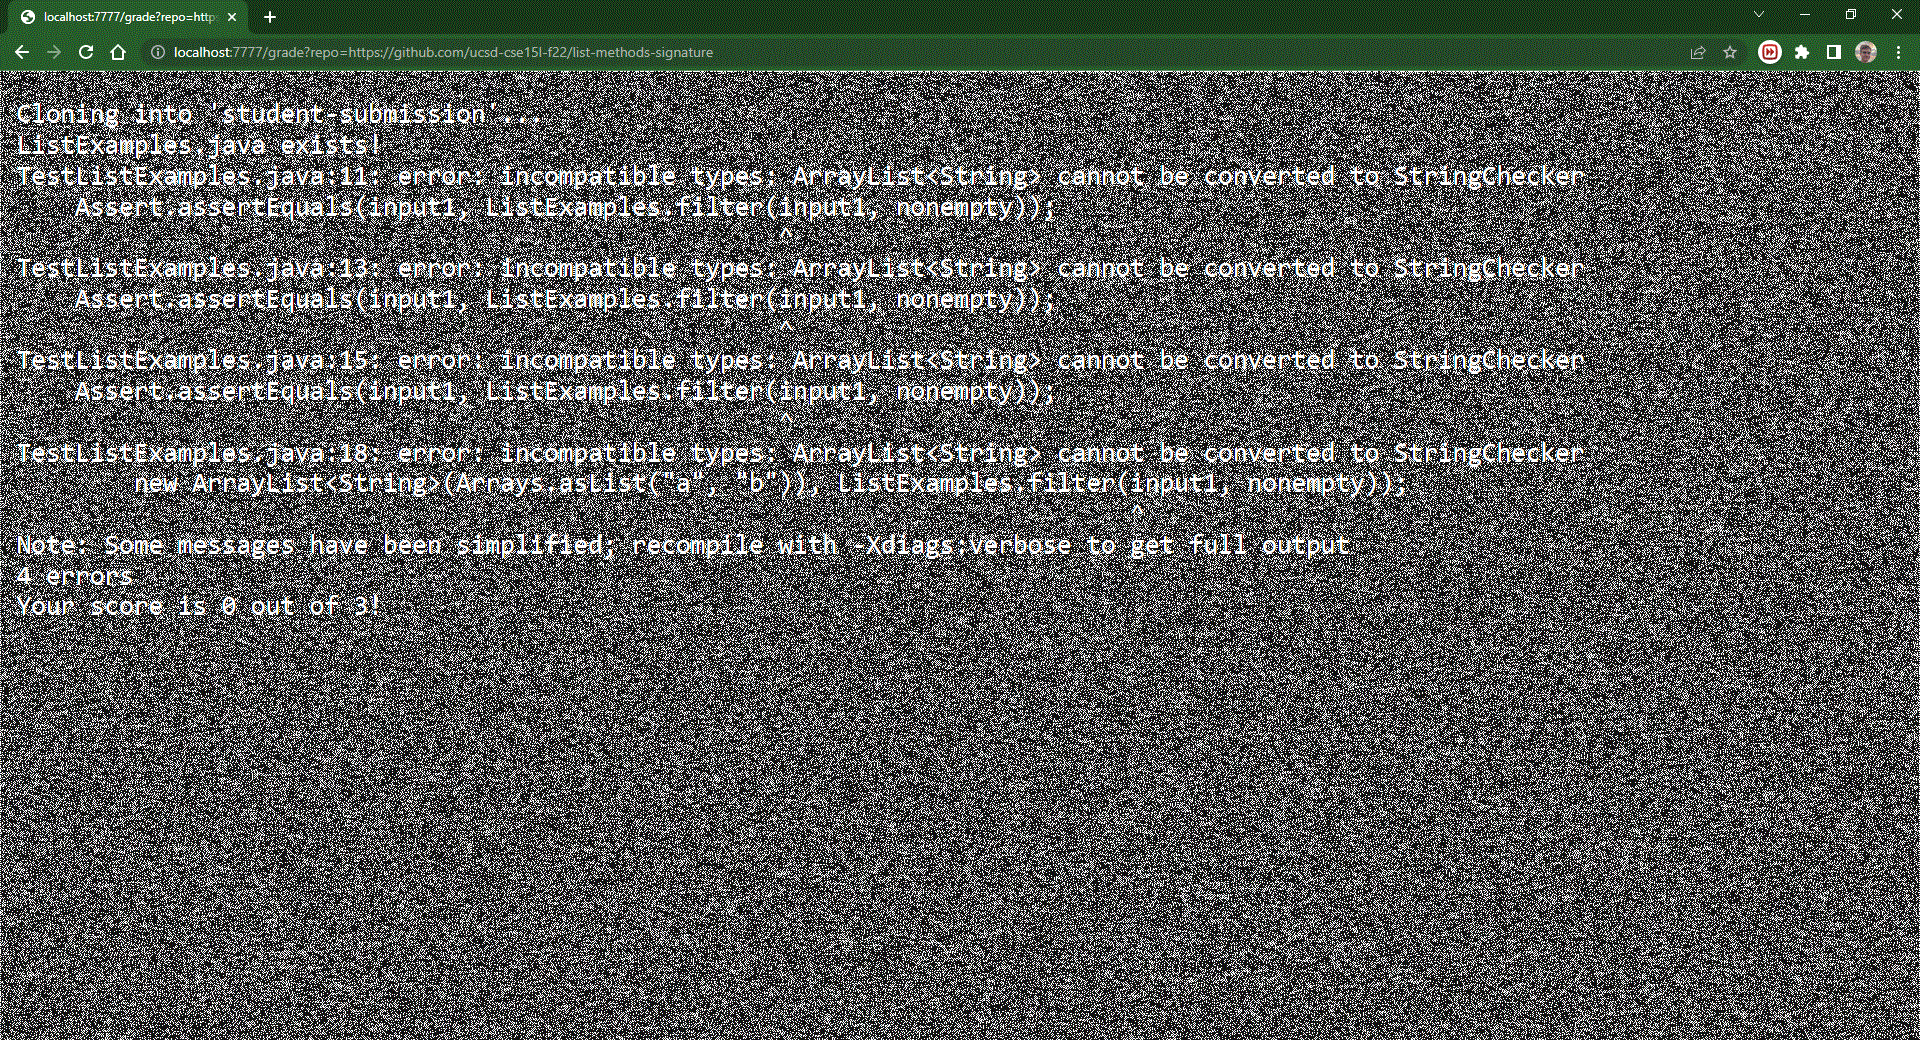 localhost:7777/grade?repo=http
localhost:7777/grade?repo=https://github.com/ucsd-cse15l-f22/list-methods-signature
Cloning into 'student-submission'...
ListExamples.java exists!
TestListExamples.java:11: error: incompatible types: ArrayList<String> cannot be converted to StringChecker
    Assert.assertEquals(input1, ListExamples.filter(input1, nonempty));
                                                    ^
TestListExamples.java:13: error: incompatible types: ArrayList<String> cannot be converted to StringChecker
    Assert.assertEquals(input1, ListExamples.filter(input1, nonempty));
                                                    ^
TestListExamples.java:15: error: incompatible types: ArrayList<String> cannot be converted to StringChecker
    Assert.assertEquals(input1, ListExamples.filter(input1, nonempty));
                                                    ^
TestListExamples.java:18: error: incompatible types: ArrayList<String> cannot be converted to StringChecker
        new ArrayList<String>(Arrays.asList("a", "b")), ListExamples.filter(input1, nonempty));
                                                                            ^
Note: Some messages have been simplified; recompile with -Xdiags:verbose to get full output
4 errors
Your score is 0 out of 3!